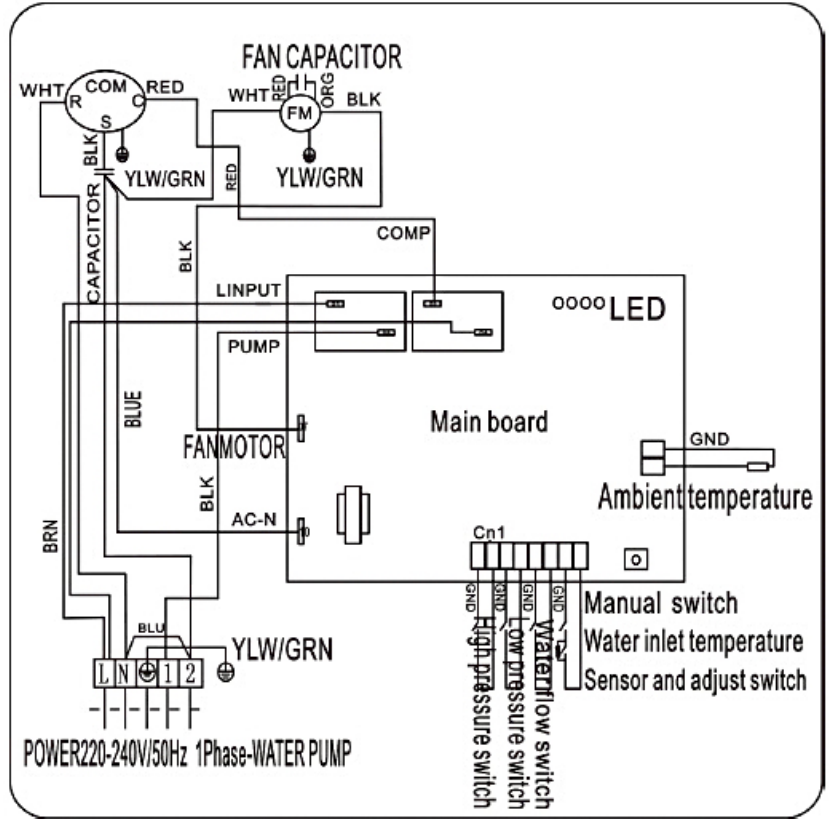 FAN CAPACITOR
WHT
COM
RED
R
C
S
BLK
YLW/GRN
CAPACITOR
WHT
RED
ORG
BLK
FM
YLW/GRN
RED
BLK
COMP
LINPUT
PUMP
oooo LED
BLUE
FANMOTOR
Main board
GND
Ambient temperature
BLK
AC-N
BRN
Cn1
GND
GND
GND
GND
High pressure switch
Low pressure switch
Water flow switch
Manual switch
Water inlet temperature
Sensor and adjust switch
BLU
YLW/GRN
L N 1 2
POWER220-240V/50Hz 1Phase-WATER PUMP